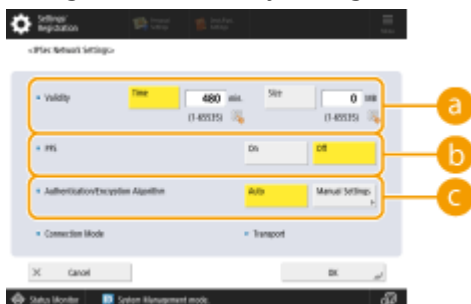 Settings/
Registration
Menu
<IPSec Network Settings>
Validity
Time
480 min.
Size
0 MB
(1-65535)
(1-65535)
a
PFS
On
Off
b
Authentication/Encryption Algorithm
Auto
Manual Settings
c
Connection Mode
Transport
Cancel
OK
Status Monitor
System Management mode.